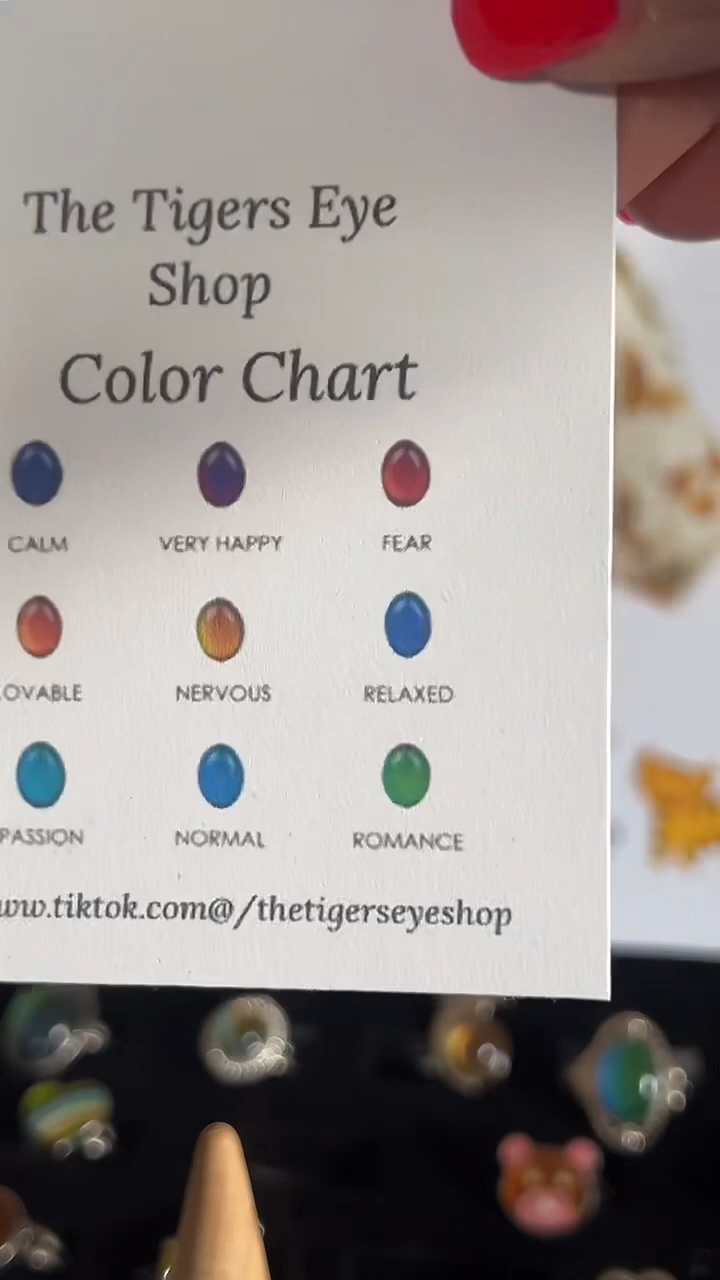 The Tigers Eye
Shop
Color Chart
CALM VERY HAPPY FEAR
OVABLE NERVOUS RELAXED
PASSION NORMAL ROMANCE
ww.tiktok.com@/thetigerseyeshop